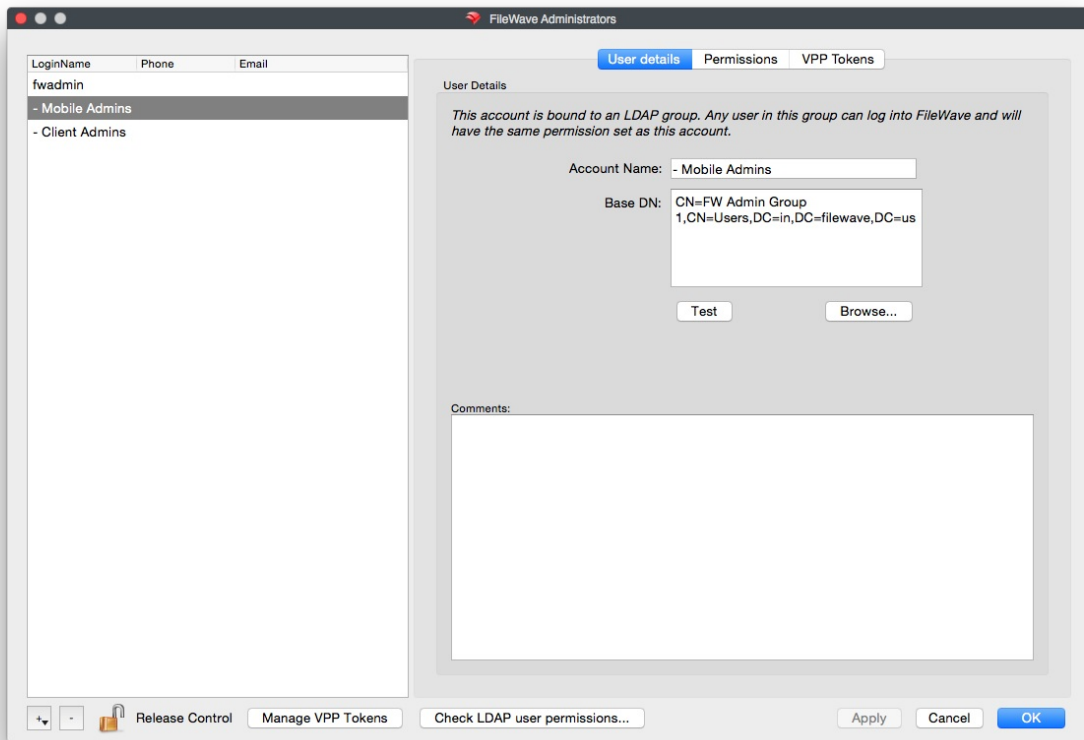 FileWave Administrators
LoginName Phone Email
fwadmin
- Mobile Admins
- Client Admins
User details Permissions VPP Tokens
User Details
This account is bound to an LDAP group. Any user in this group can log into FileWave and will
have the same permission set as this account.
Account Name: - Mobile Admins
Base DN: CN=FW Admin Group
1,CN=Users,DC=in,DC=filewave,DC=us
Test Browse...
Comments:
+ - Release Control Manage VPP Tokens Check LDAP user permissions... Apply Cancel OK